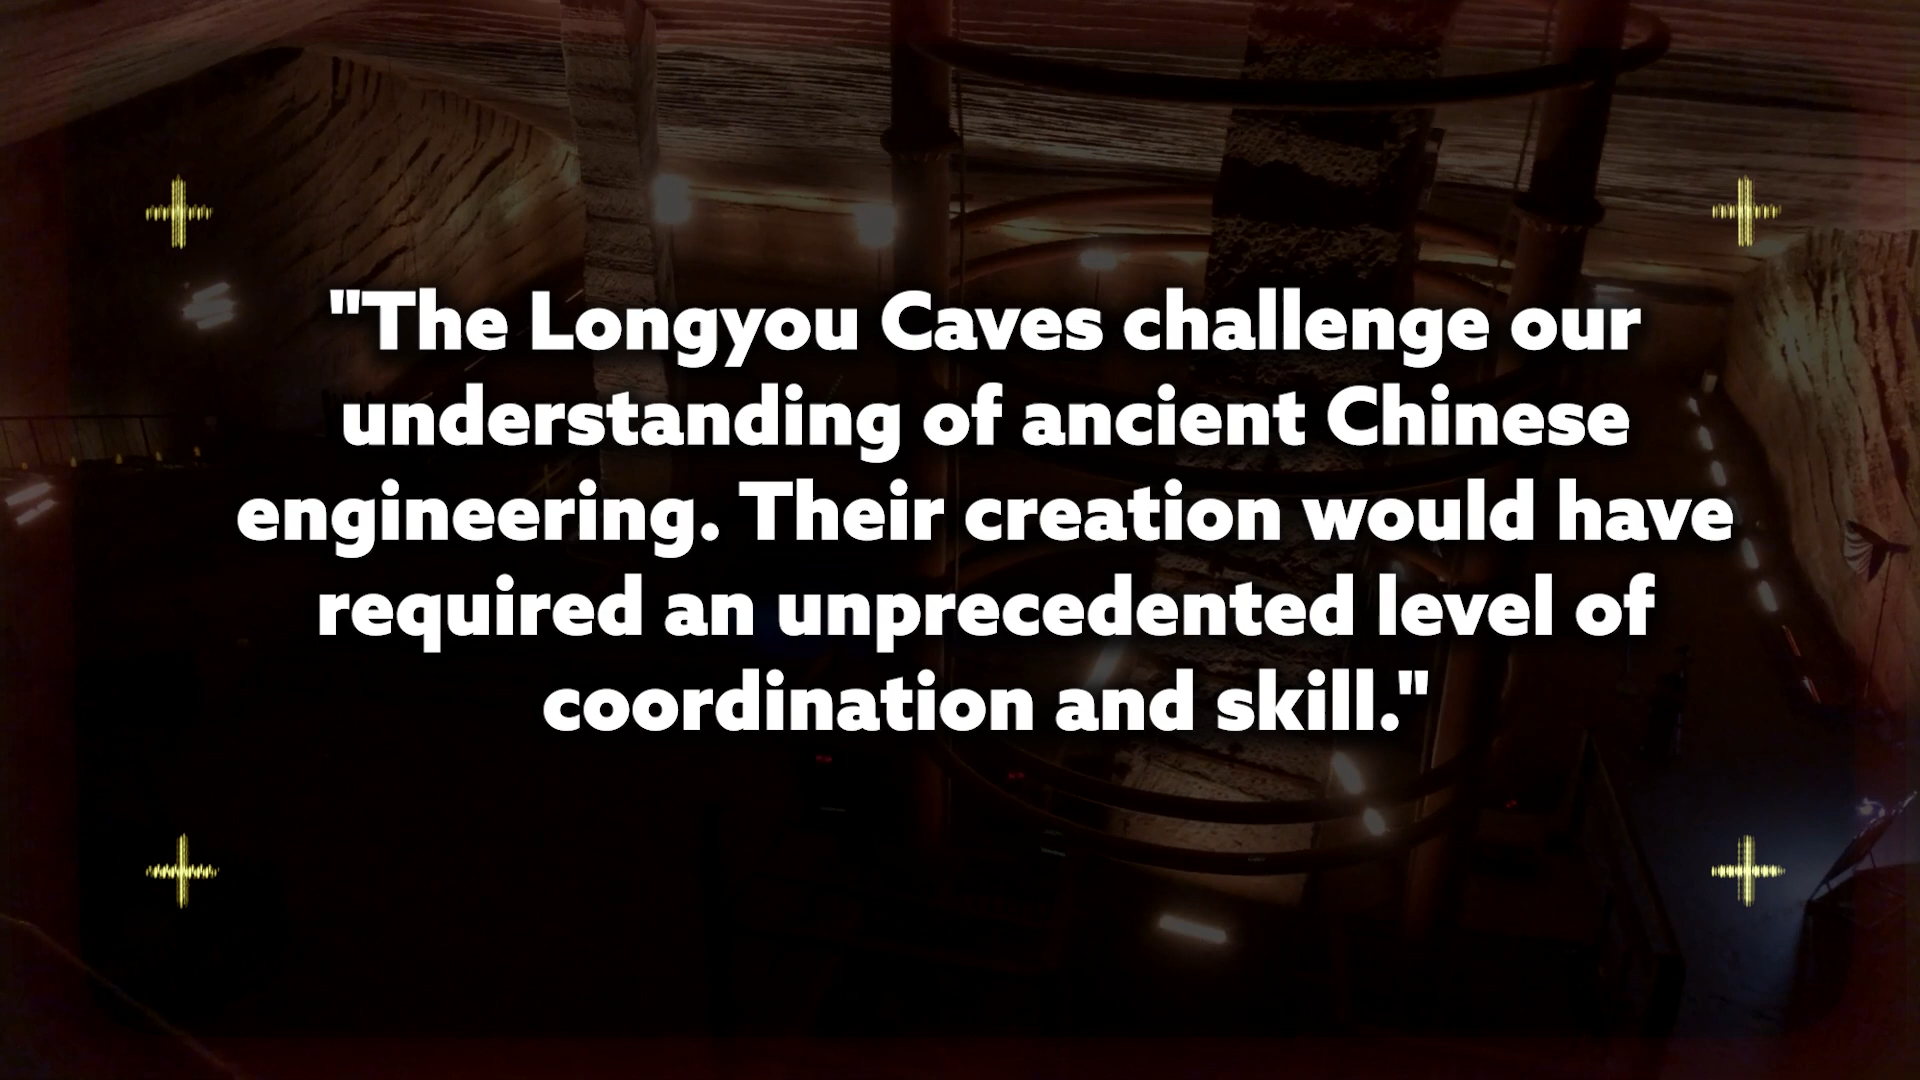 "The Longyou Caves challenge our
understanding of ancient Chinese
engineering. Their creation would have
required an unprecedented level of
coordination and skill."